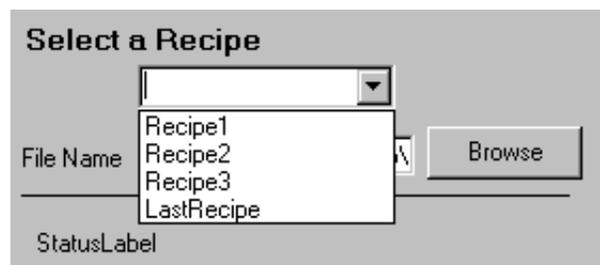 Select a Recipe
Recipe1
File Name Recipe2 \ Browse
Recipe3
LastRecipe
StatusLabel